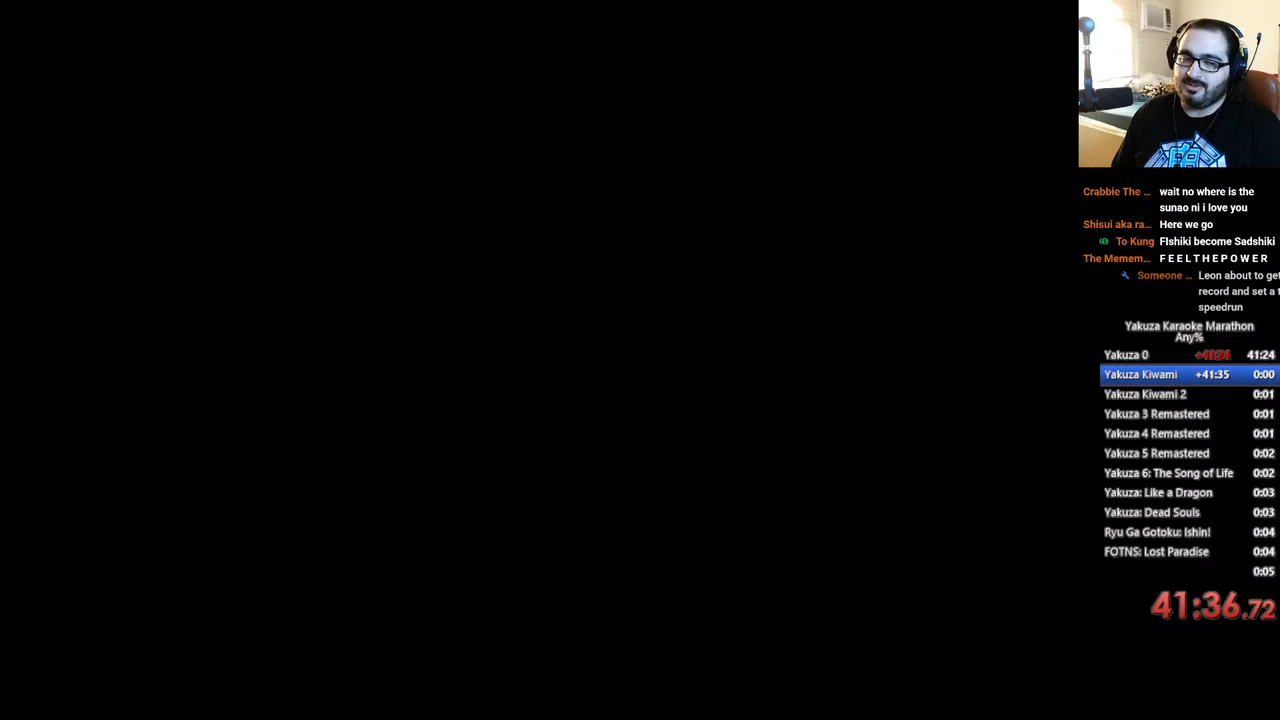 Crabbie The ... wait no where is the
sunao ni i love you
Shisui aka ra... Here we go
To Kung FIshiki become Sadshiki
The Memem... F E E L T H E P O W E R
Someone ... Leon about to get
record and set a t
speedrun
Yakuza Karaoke Marathon
Any%
Yakuza 0 +41:24 41:24
Yakuza Kiwami +41:35 0:00
Yakuza Kiwami 2 0:01
Yakuza 3 Remastered 0:01
Yakuza 4 Remastered 0:01
Yakuza 5 Remastered 0:02
Yakuza 6: The Song of Life 0:02
Yakuza: Like a Dragon 0:03
Yakuza: Dead Souls 0:03
Ryu Ga Gotoku: Ishin! 0:04
FOTNS: Lost Paradise 0:04
0:05
41:36.72